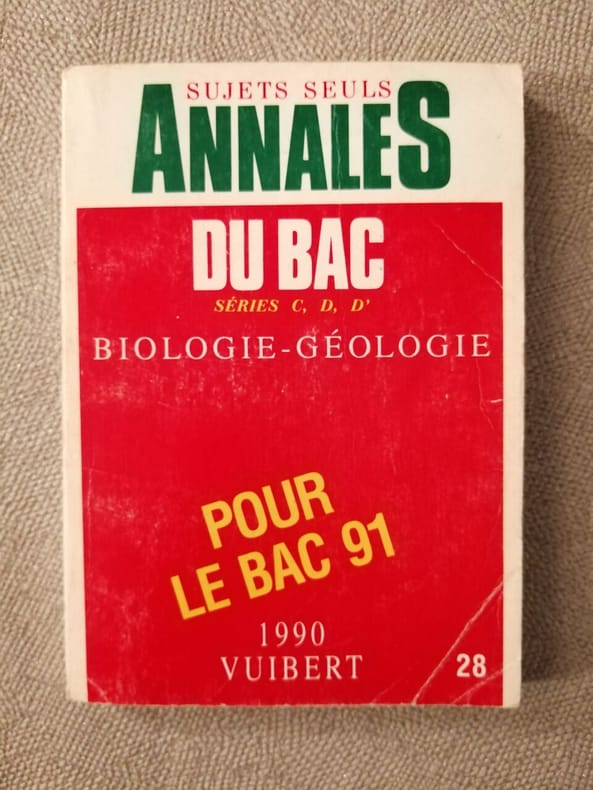 SUJETS SEULS
ANNALES
DU BAC
SÉRIES C, D, D'
BIOLOGIE-GÉOLOGIE
POUR
LE BAC 91
1990
VUIBERT
28